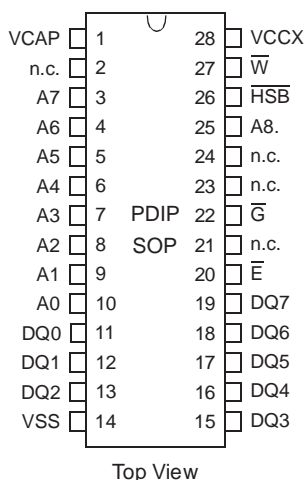 VCAP 1 28 VCCX
n.c. 2 27 W
A7 3 26 HSB
A6 4 25 A8.
A5 5 24 n.c.
A4 6 23 n.c.
A3 7 PDIP 22 G
A2 8 SOP 21 n.c.
A1 9 20 E
A0 10 19 DQ7
DQ0 11 18 DQ6
DQ1 12 17 DQ5
DQ2 13 16 DQ4
VSS 14 15 DQ3
Top View